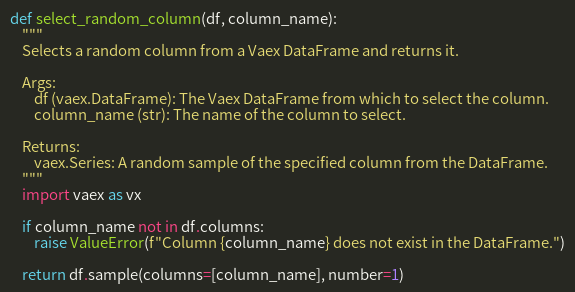 def select_random_column(df, column_name):
"""
Selects a random column from a Vaex DataFrame and returns it.
Args:
df (vaex.DataFrame): The Vaex DataFrame from which to select the column.
column_name (str): The name of the column to select.
Returns:
vaex.Series: A random sample of the specified column from the DataFrame.
"""
import vaex as vx
if column_name not in df.columns:
raise ValueError(f"Column {column_name} does not exist in the DataFrame.")
return df.sample(columns=[column_name], number=1)